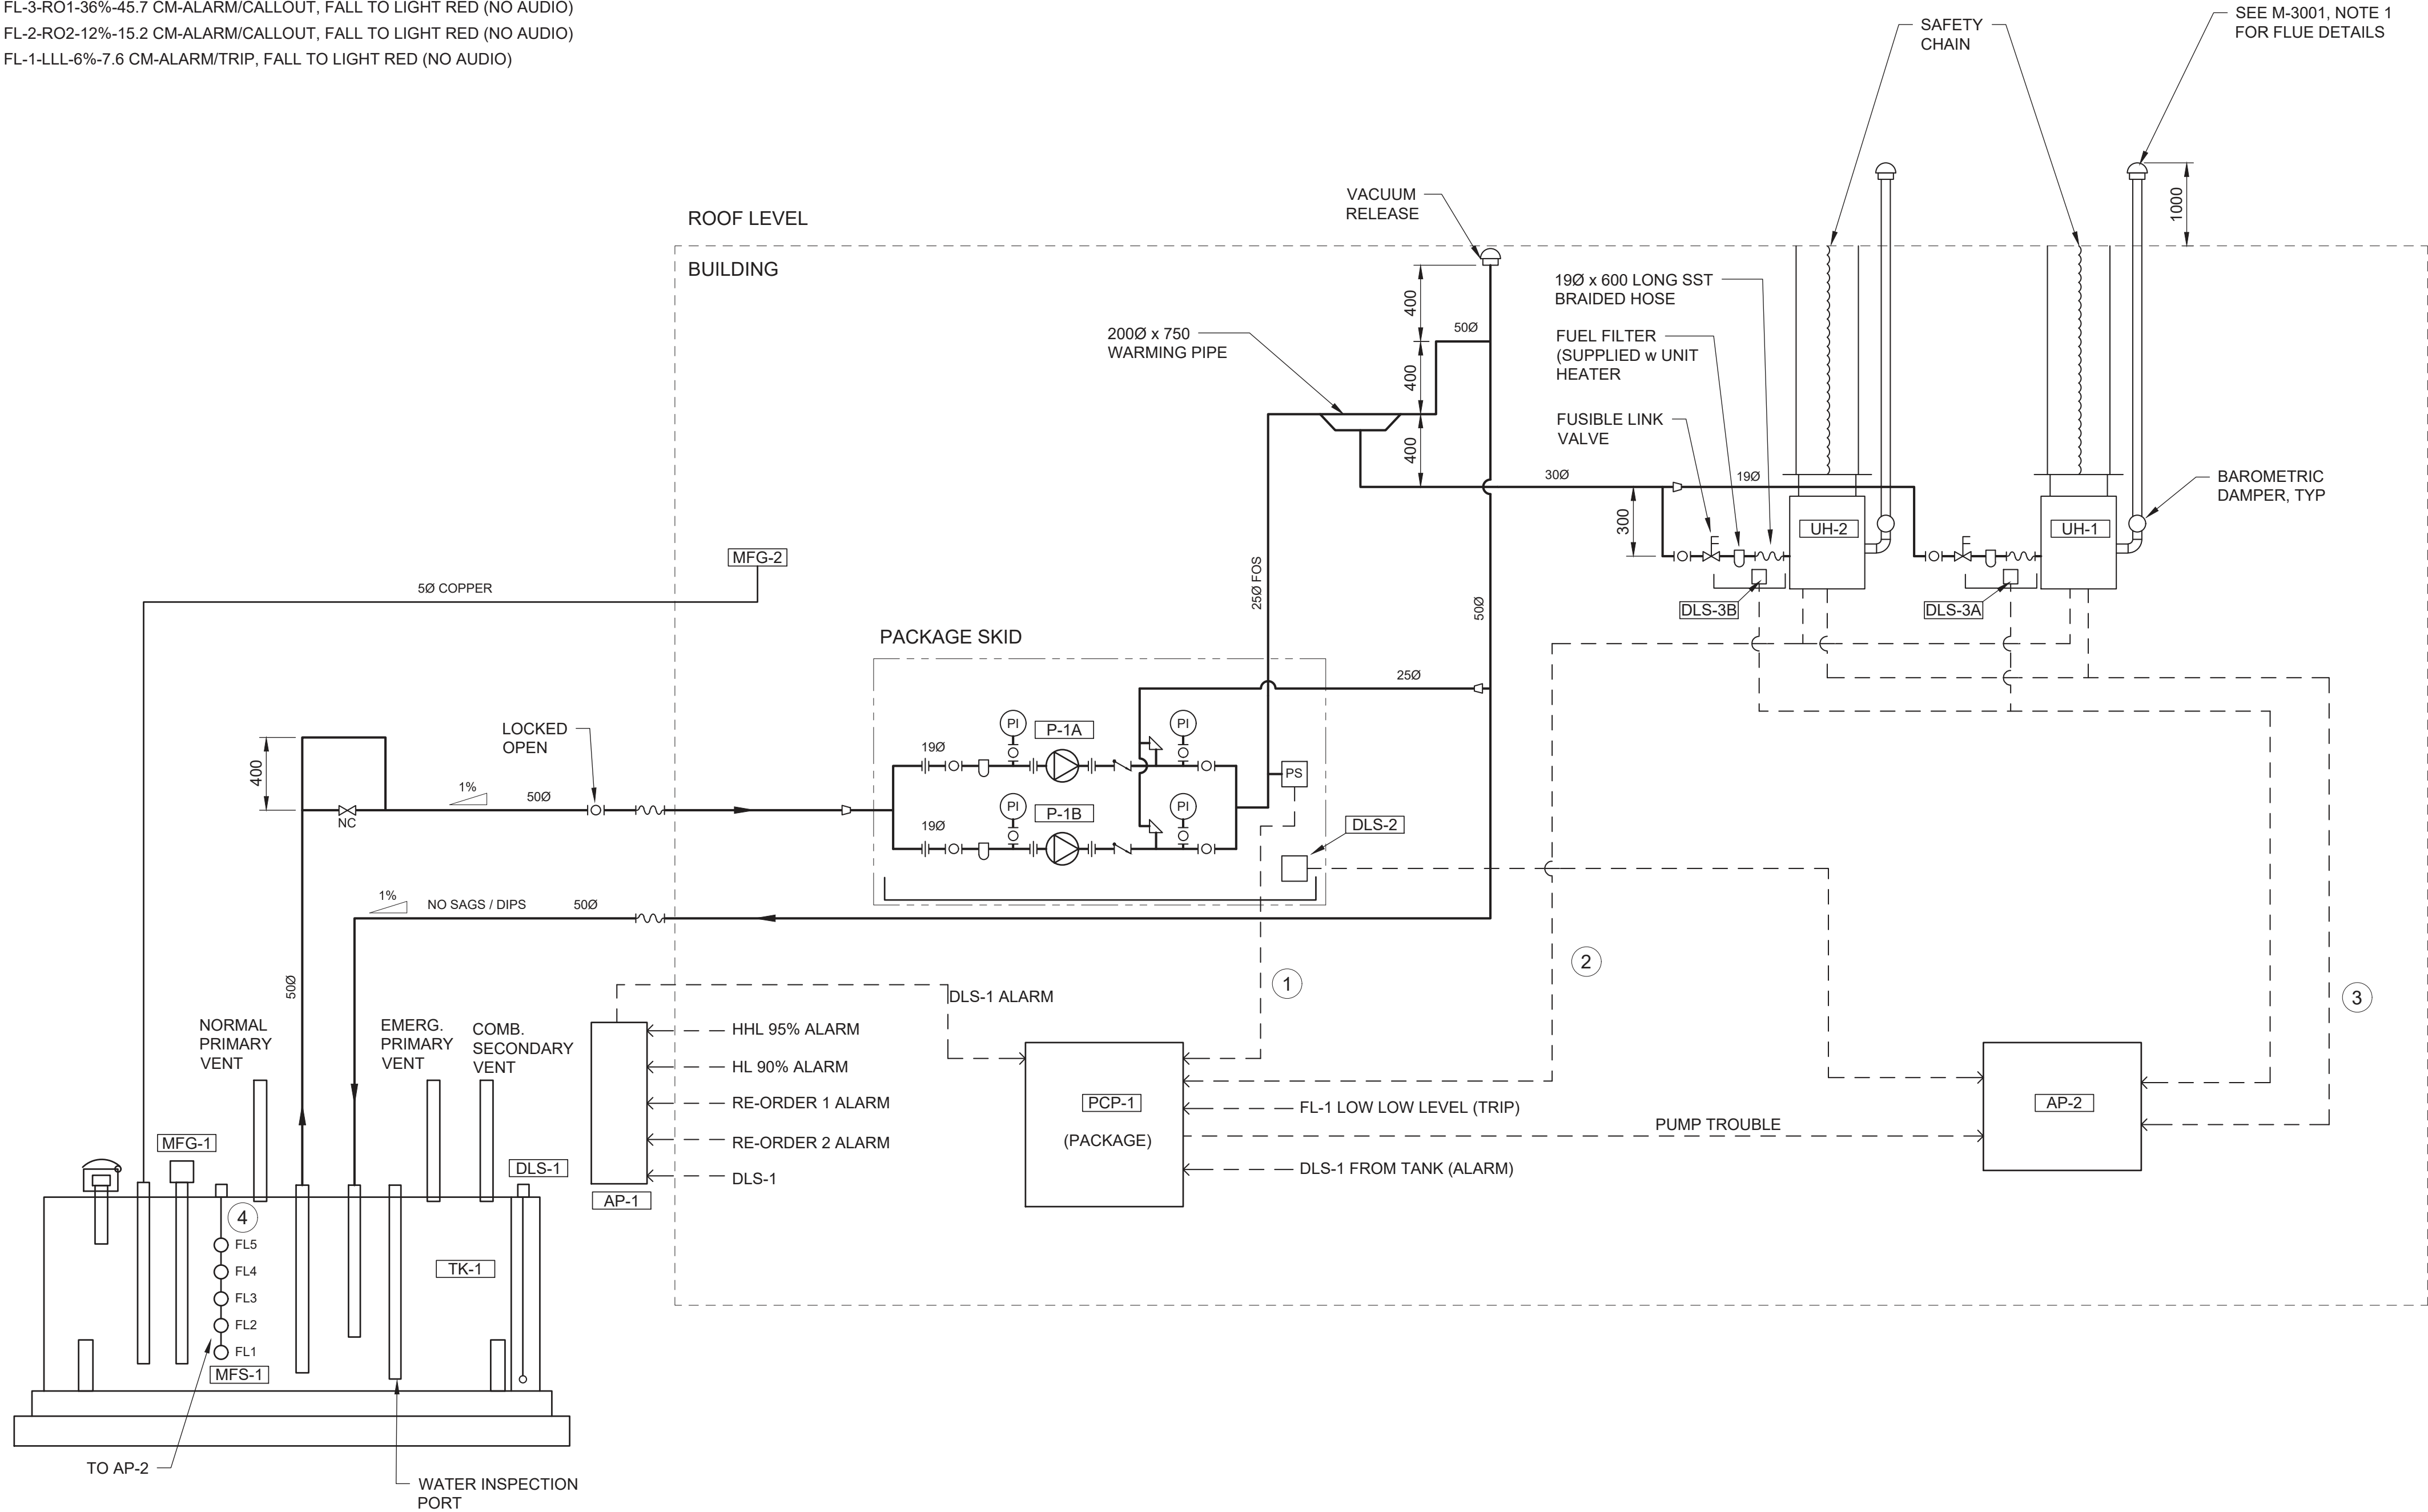 FL-3-RO1-36%-45.7 CM-ALARM/CALLOUT, FALL TO LIGHT RED (NO AUDIO)
FL-2-RO2-12%-15.2 CM-ALARM/CALLOUT, FALL TO LIGHT RED (NO AUDIO)
FL-1-LLL-6%-7.6 CM-ALARM/TRIP, FALL TO LIGHT RED (NO AUDIO)
SAFETY
CHAIN
SEE M-3001, NOTE 1
FOR FLUE DETAILS
1000
VACUUM
RELEASE
ROOF LEVEL
BUILDING
19Ø x 600 LONG SST
BRAIDED HOSE
400
50Ø
200Ø x 750
WARMING PIPE
400
FUEL FILTER
(SUPPLIED w UNIT
HEATER
FUSIBLE LINK
VALVE
400
30Ø
19Ø
BAROMETRIC
DAMPER, TYP
300
F
UH-2
F
UH-1
MFG-2
5Ø COPPER
25Ø FOS
50Ø
DLS-3B
DLS-3A
PACKAGE SKID
25Ø
LOCKED
OPEN
400
1%
50Ø
NC
19Ø
PI
P-1A
PI
PS
19Ø
PI
P-1B
PI
DLS-2
1%
NO SAGS / DIPS
50Ø
50Ø
1
2
3
DLS-1 ALARM
NORMAL
PRIMARY
VENT
EMERG.
PRIMARY
VENT
COMB.
SECONDARY
VENT
HHL 95% ALARM
HL 90% ALARM
RE-ORDER 1 ALARM
RE-ORDER 2 ALARM
DLS-1
AP-1
PCP-1
(PACKAGE)
FL-1 LOW LOW LEVEL (TRIP)
PUMP TROUBLE
DLS-1 FROM TANK (ALARM)
AP-2
MFG-1
DLS-1
4
FL5
FL4
FL3
FL2
FL1
MFS-1
TK-1
TO AP-2
WATER INSPECTION
PORT